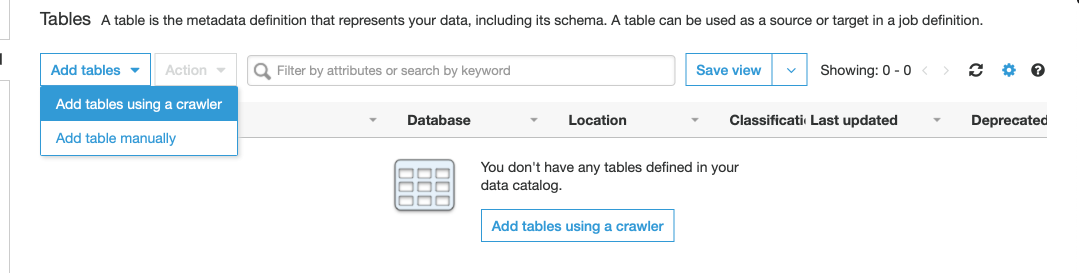 Tables A table is the metadata definition that represents your data, including its schema. A table can be used as a source or target in a job definition.
Add tables Action Filter by attributes or search by keyword Save view Showing: 0 - 0
Add tables using a crawler
Add table manually
Database Location Classificati Last updated Deprecated
You don't have any tables defined in your
data catalog.
Add tables using a crawler